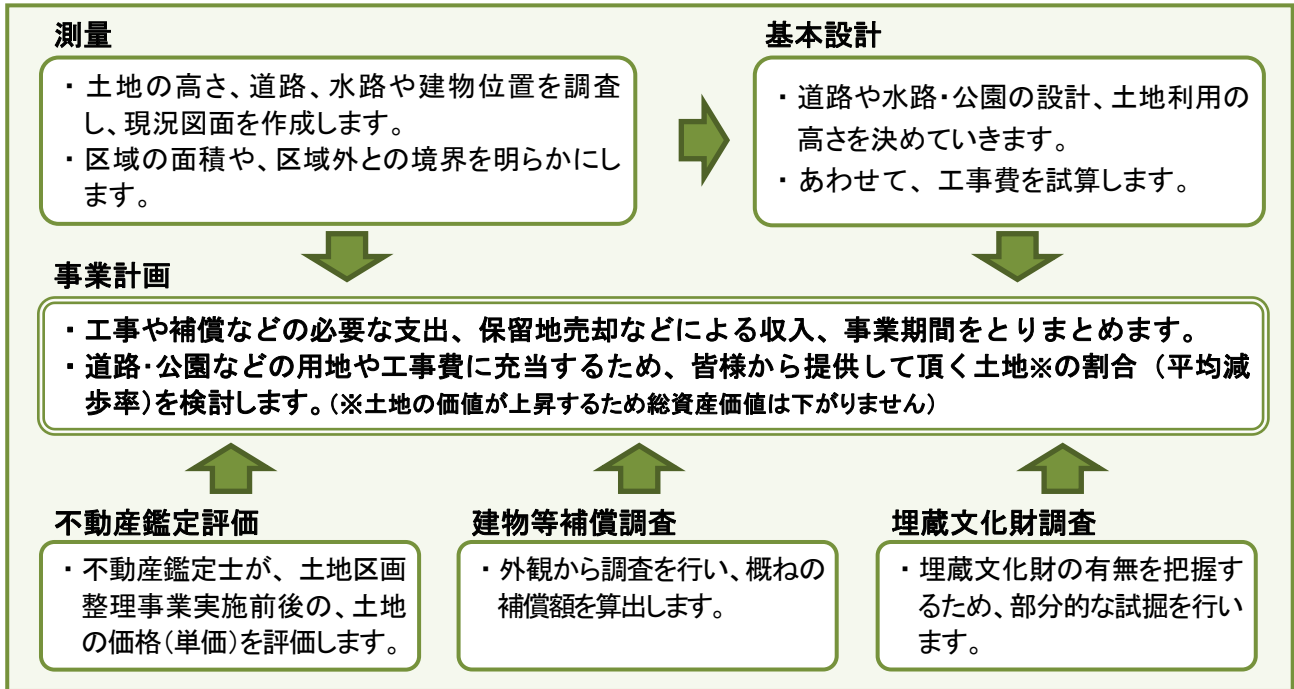 測量
・土地の高さ、道路、水路や建物位置を調査
し、現況図面を作成します。
・区域の面積や、区域外との境界を明らかにし
ます。
基本設計
・道路や水路・公園の設計、土地利用の
高さを決めていきます。
・あわせて、工事費を試算します。
事業計画
・工事や補償などの必要な支出、保留地売却などによる収入、事業期間をとりまとめます。
・道路・公園などの用地や工事費に充当するため、皆様から提供して頂く土地※の割合（平均減
歩率）を検討します。（※土地の価値が上昇するため総資産価値は下がりません）
不動産鑑定評価
・不動産鑑定士が、土地区画
整理事業実施前後の、土地
の価格（単価）を評価します。
建物等補償調査
・外観から調査を行い、概ねの
補償額を算出します。
埋蔵文化財調査
・埋蔵文化財の有無を把握す
るため、部分的な試掘を行い
ます。